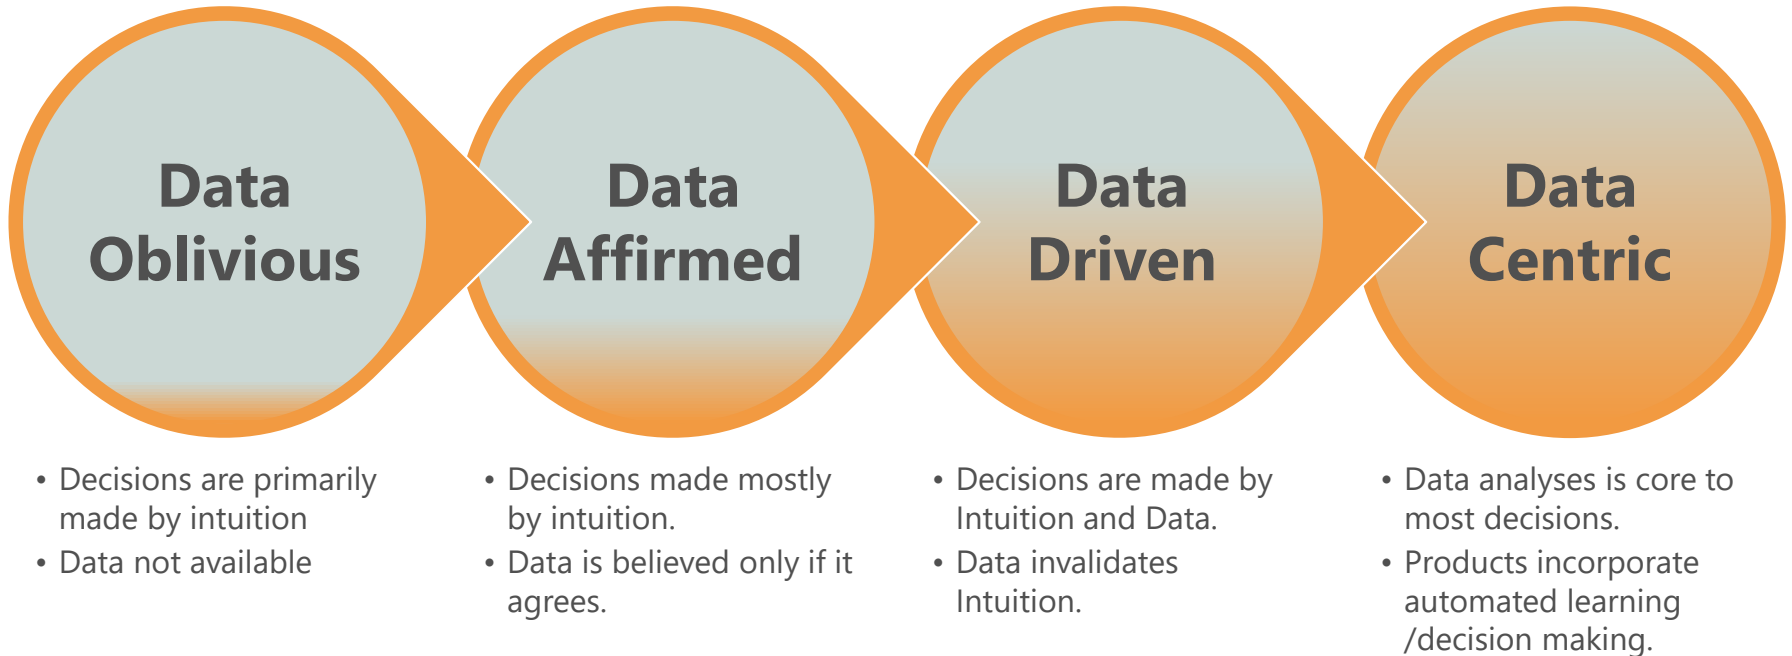 Data
Oblivious
Data
Affirmed
Data
Driven
Data
Centric
• Decisions are primarily
made by intuition
• Data not available
• Decisions made mostly
by intuition.
• Data is believed only if it
agrees.
• Decisions are made by
Intuition and Data.
• Data invalidates
Intuition.
• Data analyses is core to
most decisions.
• Products incorporate
automated learning
/decision making.